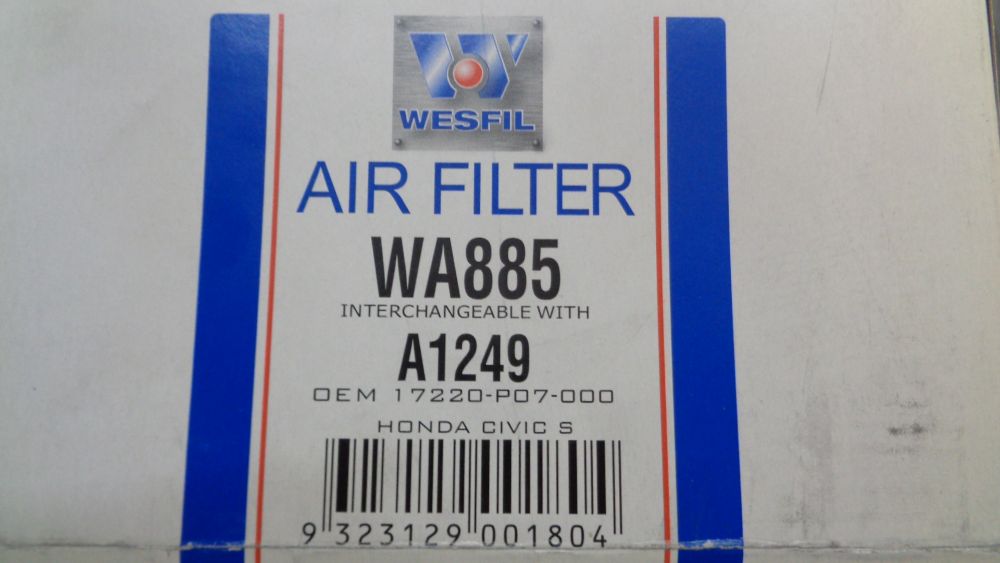 WESFIL
AIR FILTER
WA885
INTERCHANGEABLE WITH
A1249
OEM 17220-P07-000
HONDA CIVIC S
9 323129 001804